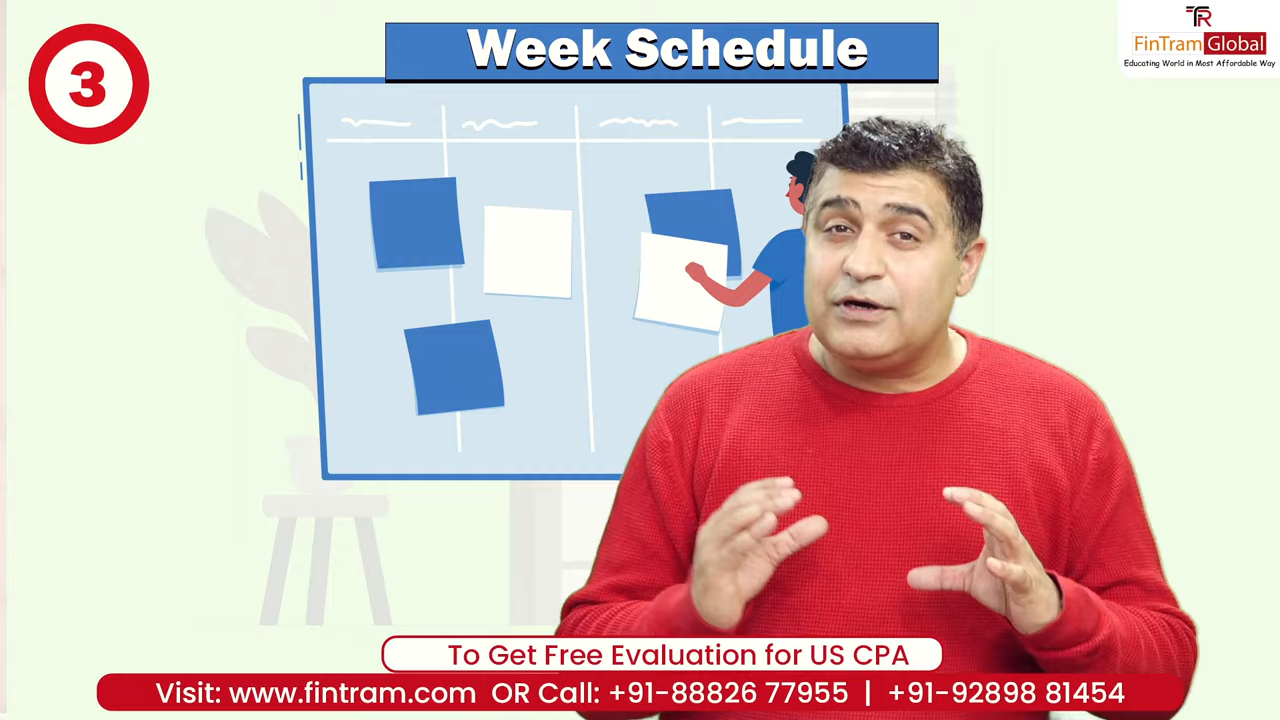 3
Week Schedule
TR
FinTram Global
Educating World in Most Affordable Way
To Get Free Evaluation for US CPA
Visit: www.fintram.com OR Call: +91-88826 77955 | +91-92898 81454